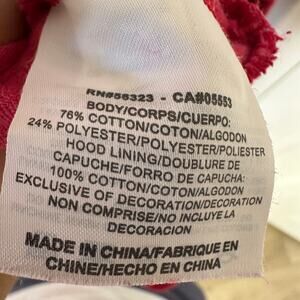 RN#56323 - CA#05553
BODY/CORPS/CUERPO:
76% COTTON/COTON/ALGODON
24% POLYESTER/POLYESTER/POLIESTER
HOOD LINING/DOUBLURE DE
CAPUCHE/FORRO DE CAPUCHA:
100% COTTON/COTON/ALGODON
EXCLUSIVE OF DECORATION/DECORATION
NON COMPRISE/NO INCLUYE LA
DECORACION
MADE IN CHINA/FABRIQUE EN
CHINE/HECHO EN CHINA